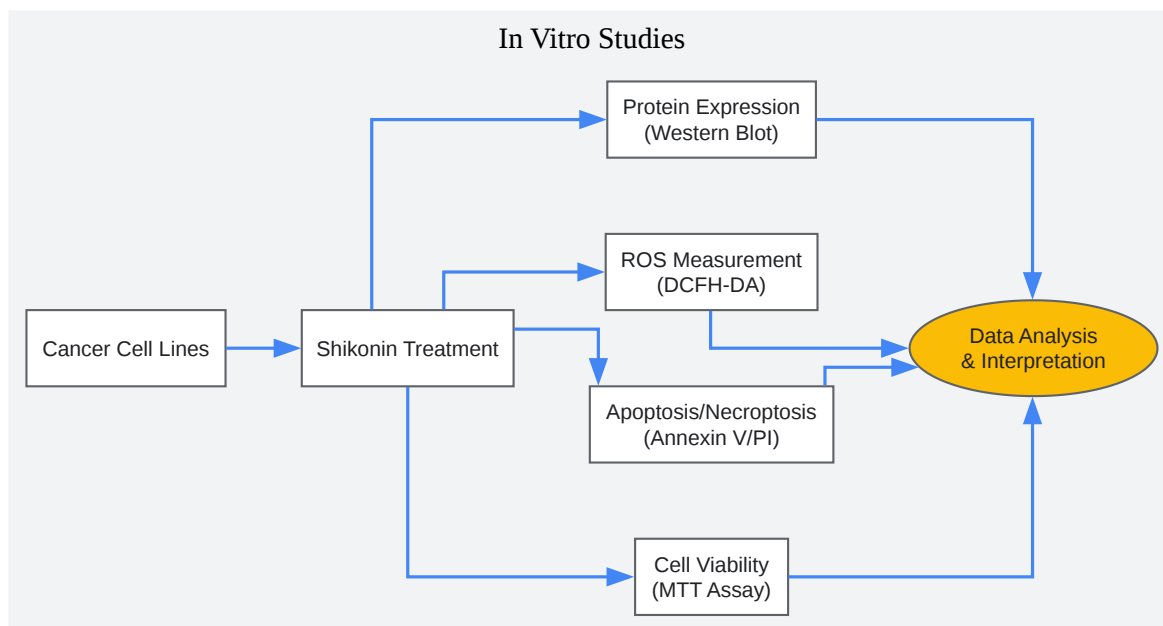 In Vitro Studies
Protein Expression
(Western Blot)
ROS Measurement
(DCFH-DA)
Cancer Cell Lines
Shikonin Treatment
Data Analysis
& Interpretation
Apoptosis/Necroptosis
(Annexin V/PI)
Cell Viability
(MTT Assay)